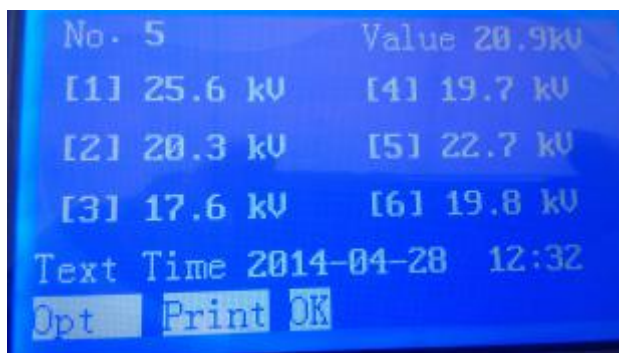 No. 5 Value 20.9kV
[1] 25.6 kV [4] 19.7 kV
[2] 20.3 kV [5] 22.7 kV
[3] 17.6 kV [6] 19.8 kV
Text Time 2014-04-28 12:32
Opt Print OK